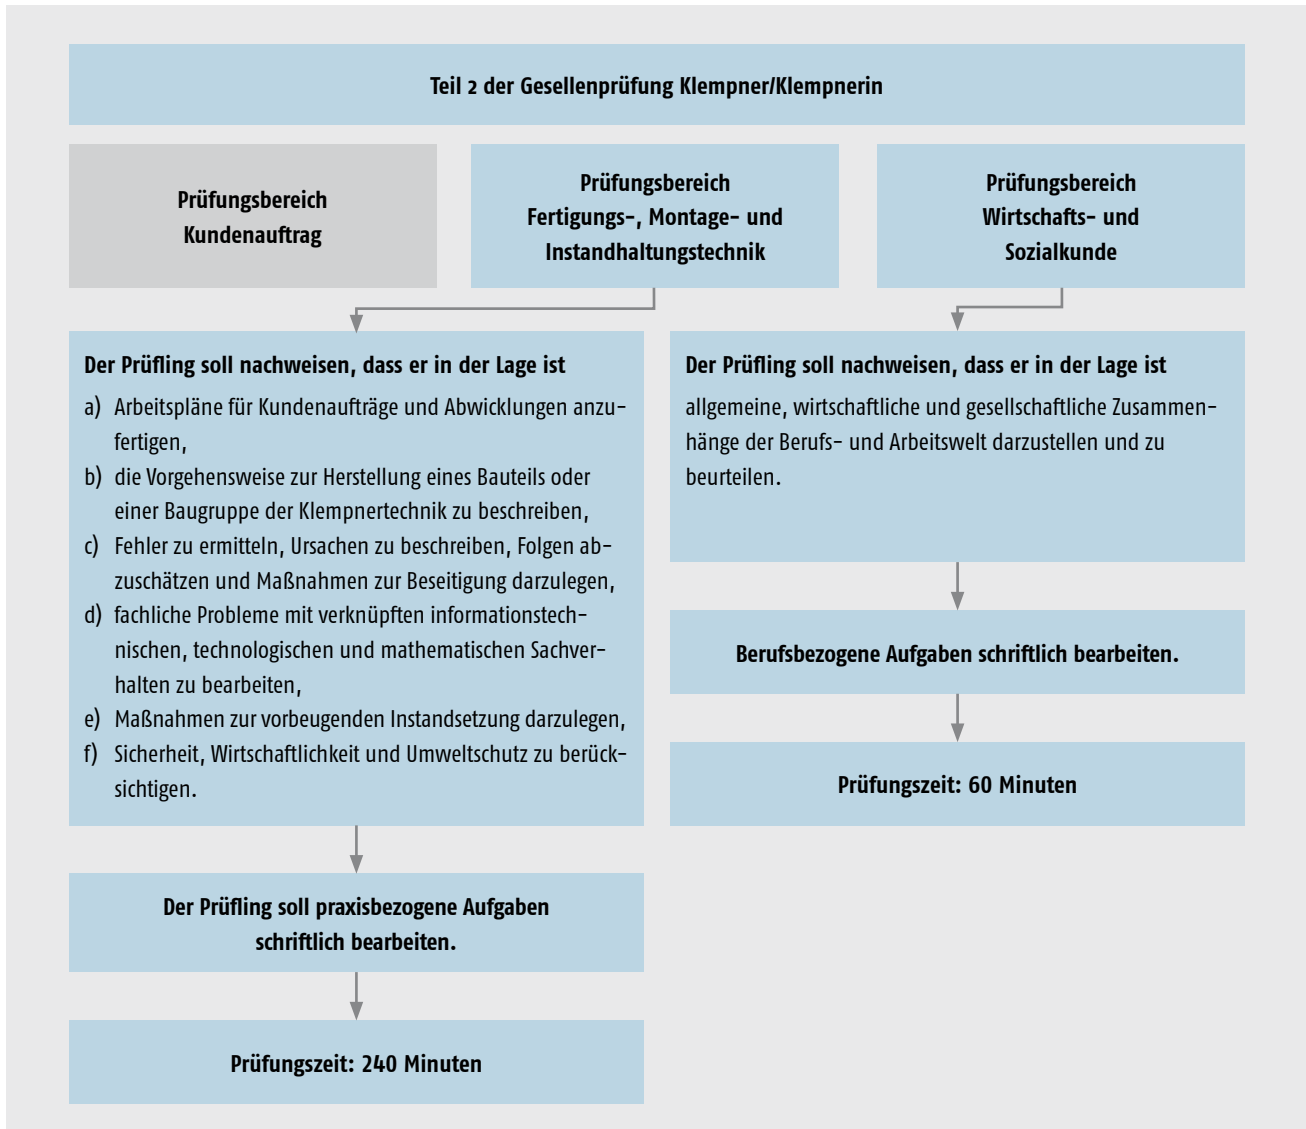 Teil 2 der Gesellenprüfung Klempner/Klempnerin
Prüfungsbereich
Kundenauftrag
Prüfungsbereich
Fertigungs-, Montage- und
Instandhaltungstechnik
Prüfungsbereich
Wirtschafts- und
Sozialkunde
Der Prüfling soll nachweisen, dass er in der Lage ist
a) Arbeitspläne für Kundenaufträge und Abwicklungen anzu-
fertigen,
b) die Vorgehensweise zur Herstellung eines Bauteils oder
einer Baugruppe der Klempnertechnik zu beschreiben,
c) Fehler zu ermitteln, Ursachen zu beschreiben, Folgen ab-
zuschätzen und Maßnahmen zur Beseitigung darzulegen,
d) fachliche Probleme mit verknüpften informationstech-
nischen, technologischen und mathematischen Sachver-
halten zu bearbeiten,
e) Maßnahmen zur vorbeugenden Instandsetzung darzulegen,
f) Sicherheit, Wirtschaftlichkeit und Umweltschutz zu berück-
sichtigen.
Der Prüfling soll praxisbezogene Aufgaben
schriftlich bearbeiten.
Prüfungszeit: 240 Minuten
Der Prüfling soll nachweisen, dass er in der Lage ist
allgemeine, wirtschaftliche und gesellschaftliche Zusammen-
hänge der Berufs- und Arbeitswelt darzustellen und zu
beurteilen.
Berufsbezogene Aufgaben schriftlich bearbeiten.
Prüfungszeit: 60 Minuten